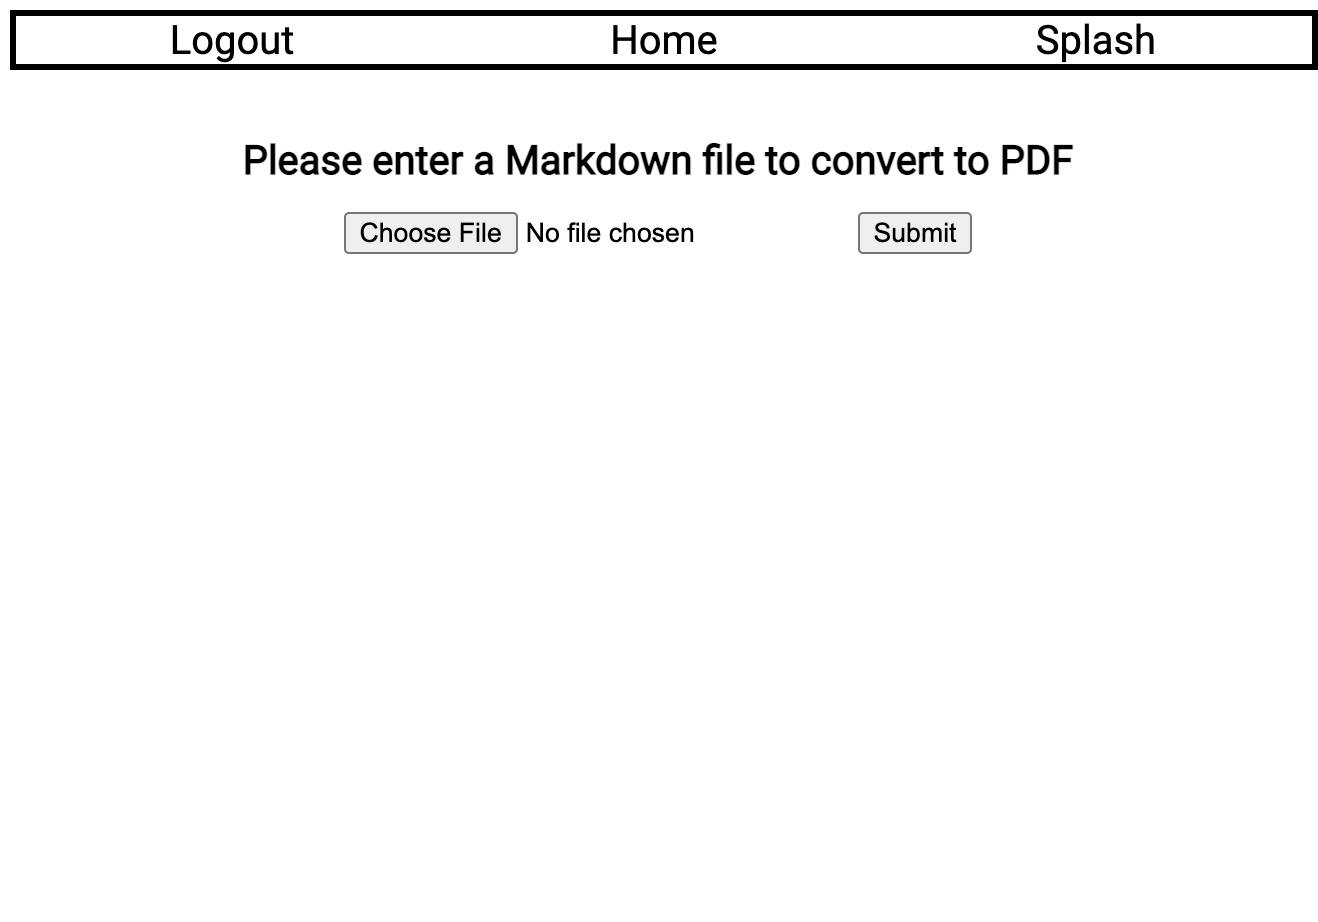 Logout Home Splash
Please enter a Markdown file to convert to PDF
Choose File No file chosen Submit